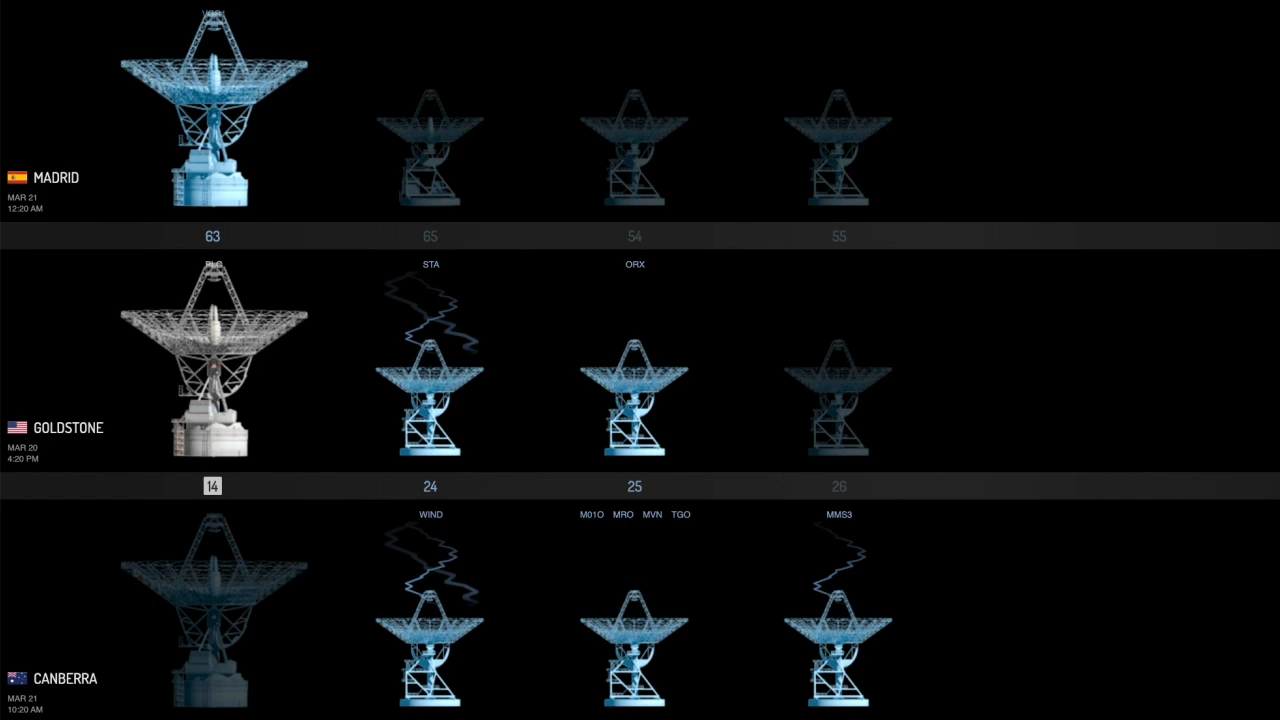 MADRID
MAR 21
12:20 AM
63 65 54 55
STA ORX
GOLDSTONE
MAR 20
4:20 PM
14 24 25 26
WIND M01O MRO MVN TGO MMS3
CANBERRA
MAR 21
10:20 AM